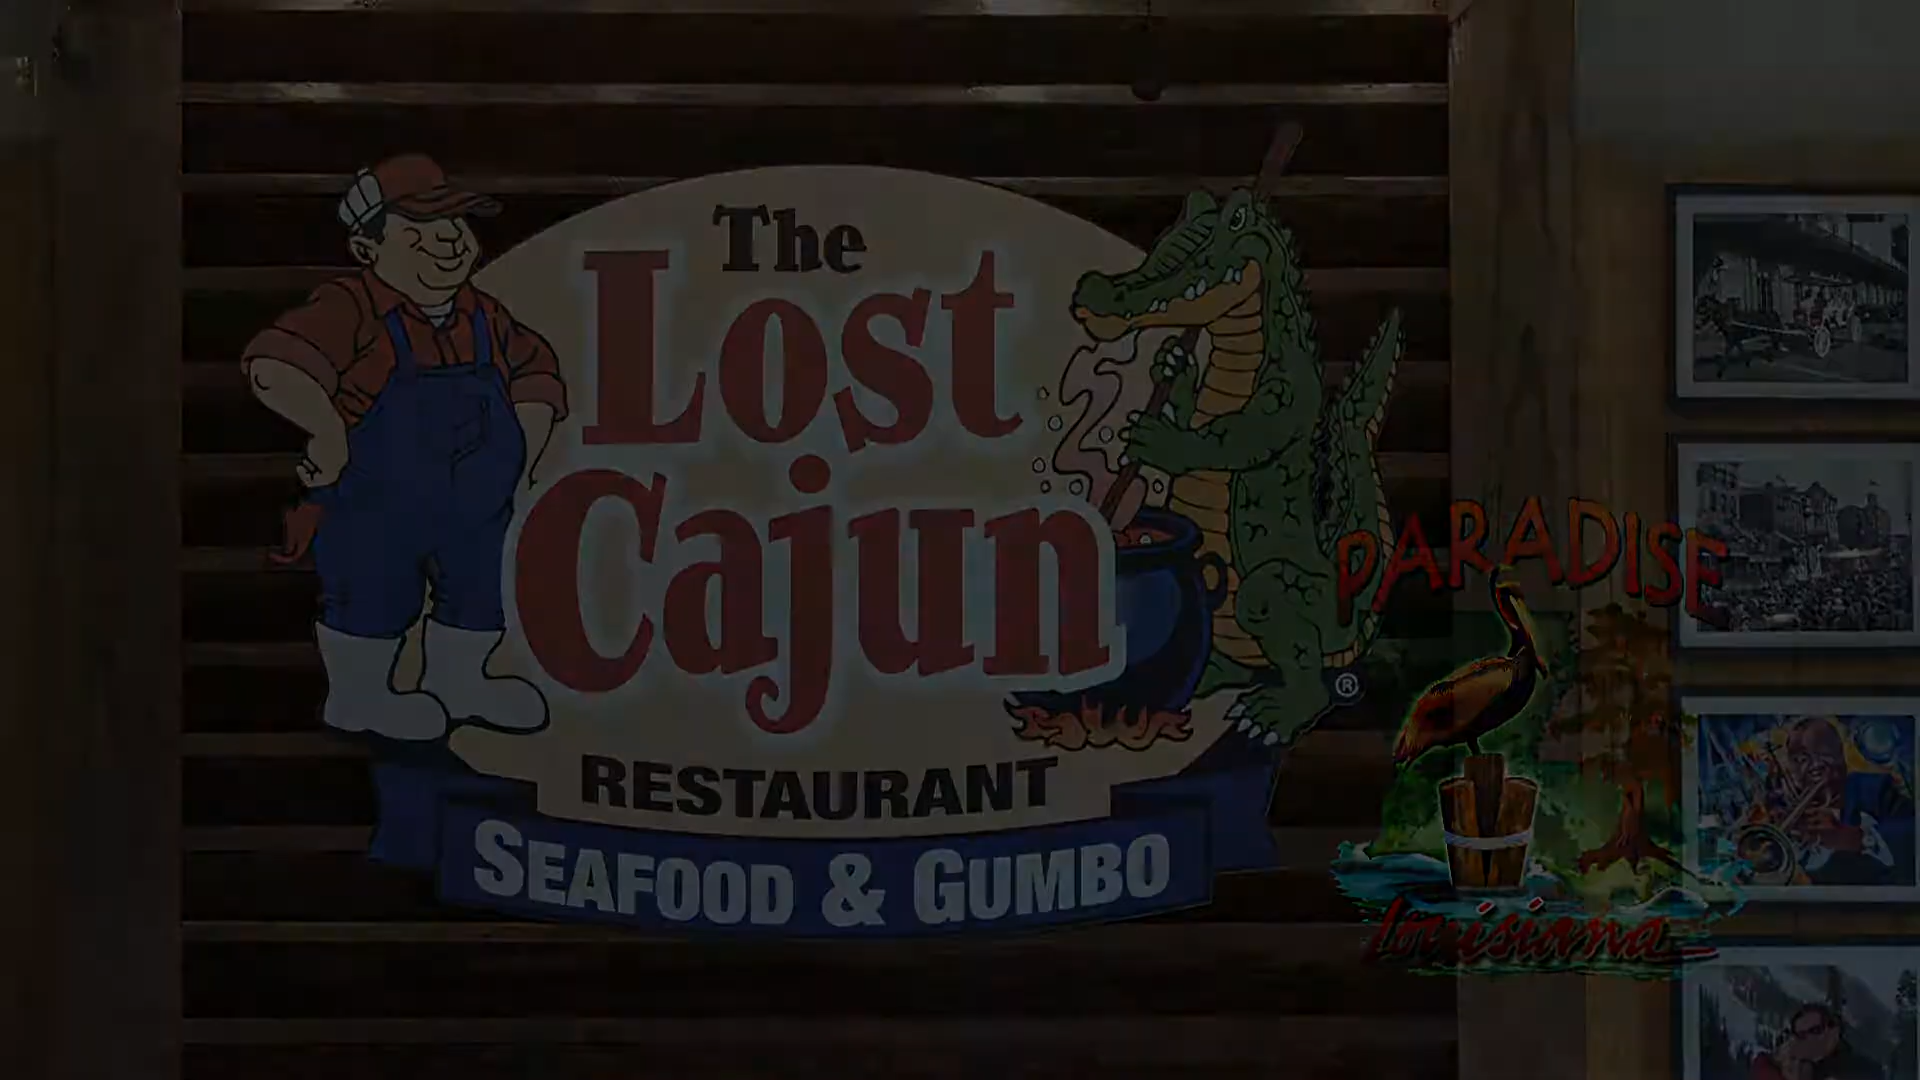 The
Lost
Cajun
RESTAURANT
SEAFOOD & GUMBO
®
PARADISE
Louisiana